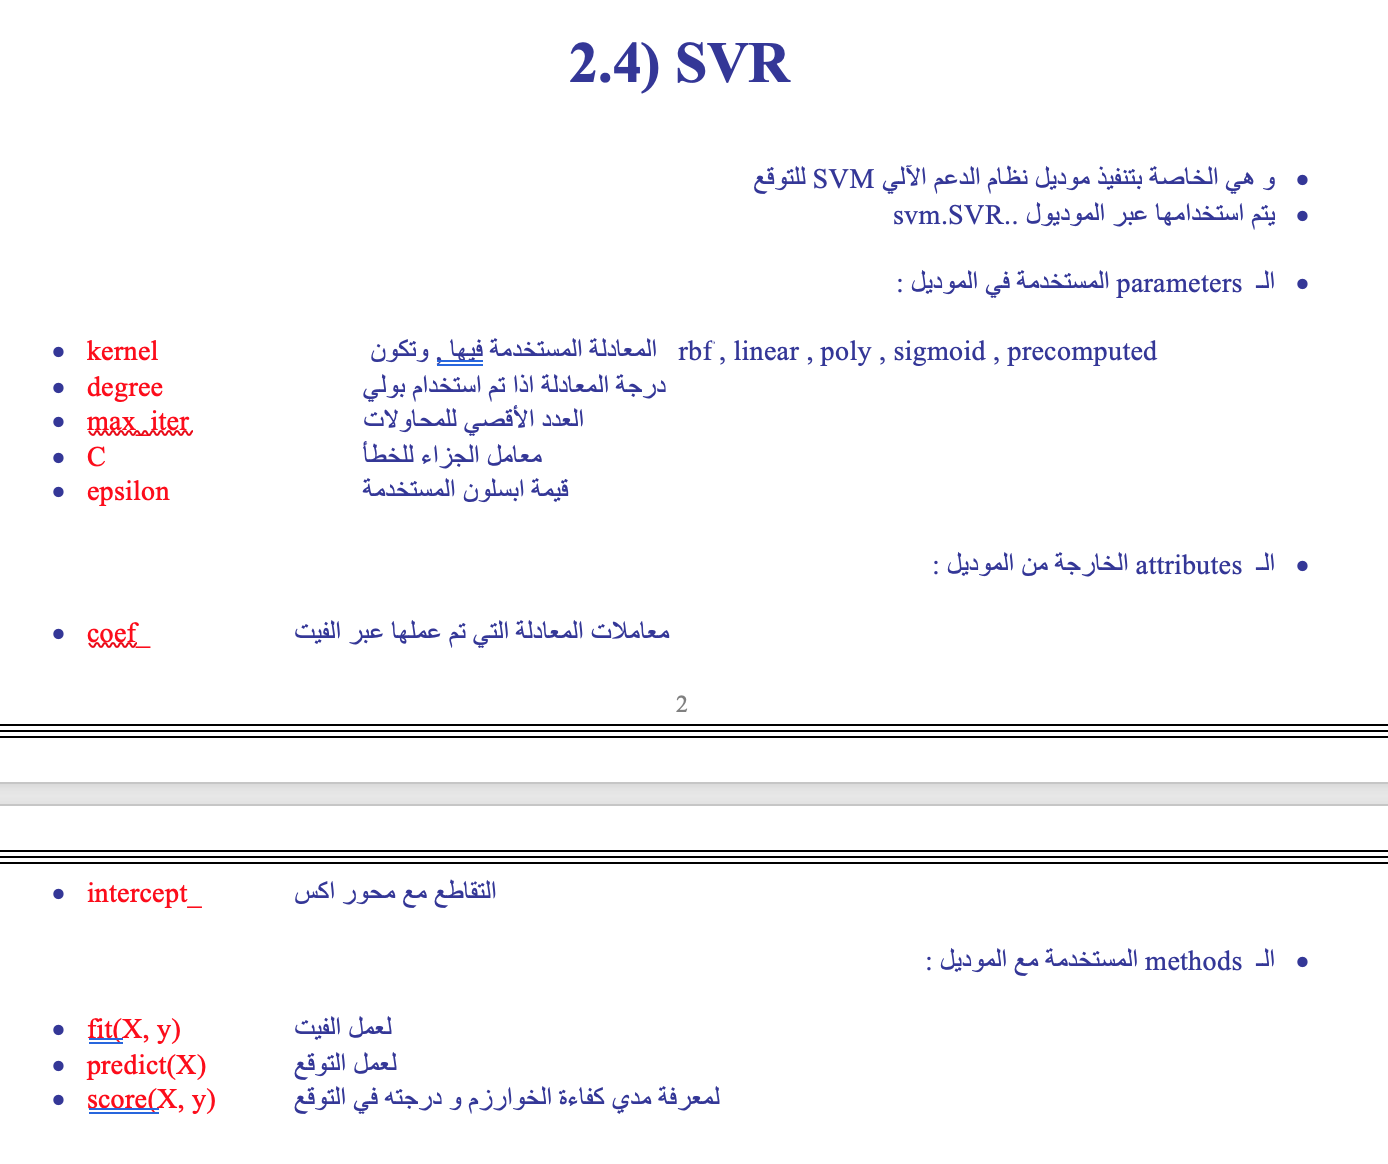 2.4) SVR
و هي الخاصة بتنفيذ موديل نظام الدعم الآلي SVM للتوقع
يتم استخدامها عبر الموديول ..svm.SVR
الـ parameters المستخدمة في الموديل :
kernel المعادلة المستخدمة فيها , وتكون rbf , linear , poly , sigmoid , precomputed
degree درجة المعادلة اذا تم استخدام بولي
max_iter العدد الأقصي للمحاولات
C معامل الجزاء للخطأ
epsilon قيمة ابسلون المستخدمة
الـ attributes الخارجة من الموديل :
coef_ معاملات المعادلة التي تم عملها عبر الفيت
2
intercept_ التقاطع مع محور اكس
الـ methods المستخدمة مع الموديل :
fit(X, y) لعمل الفيت
predict(X) لعمل التوقع
score(X, y) لمعرفة مدي كفاءة الخوارزم و درجته في التوقع